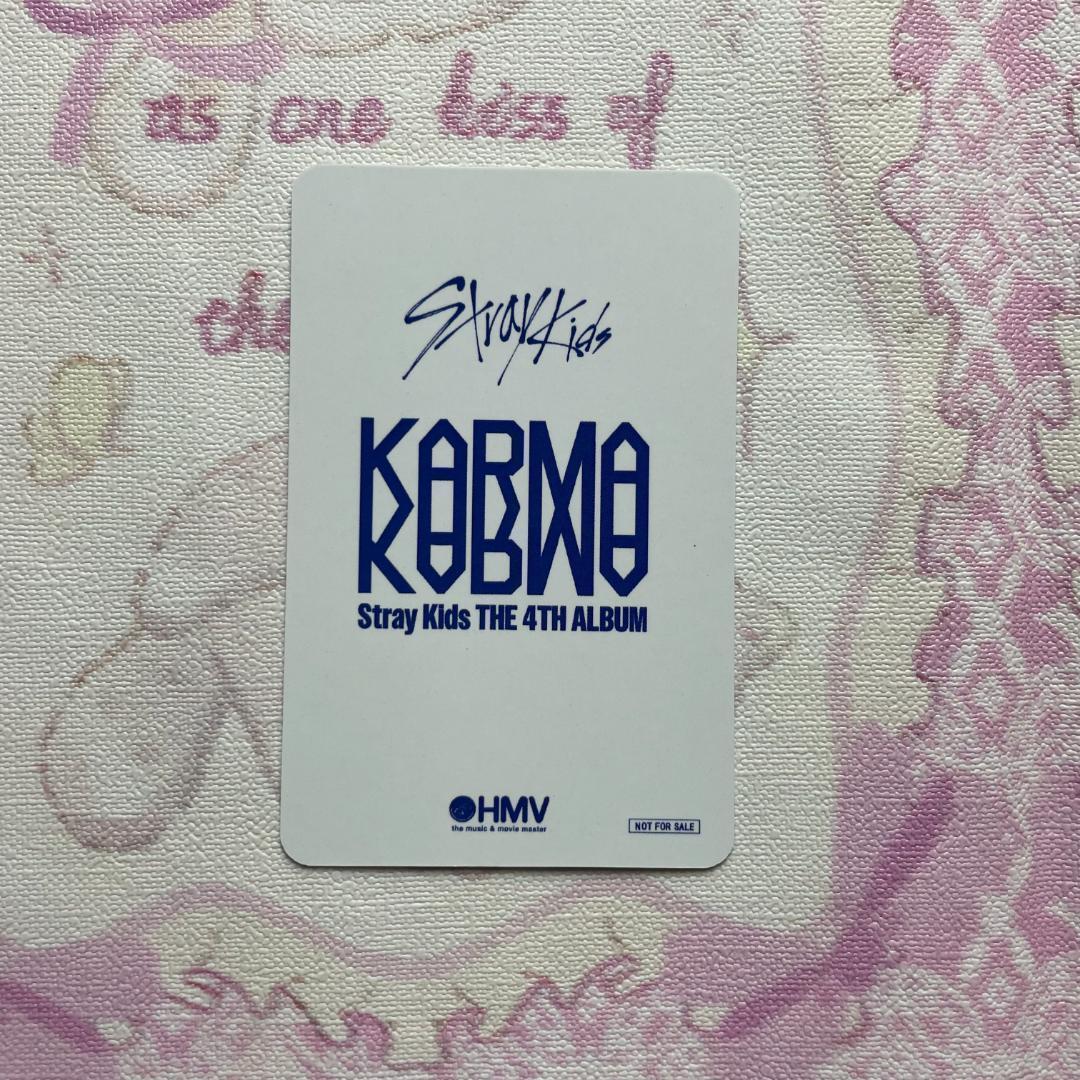 as one kiss of
Stray Kids
KARMA
Stray Kids THE 4TH ALBUM
HMV
the music & movie master
NOT FOR SALE